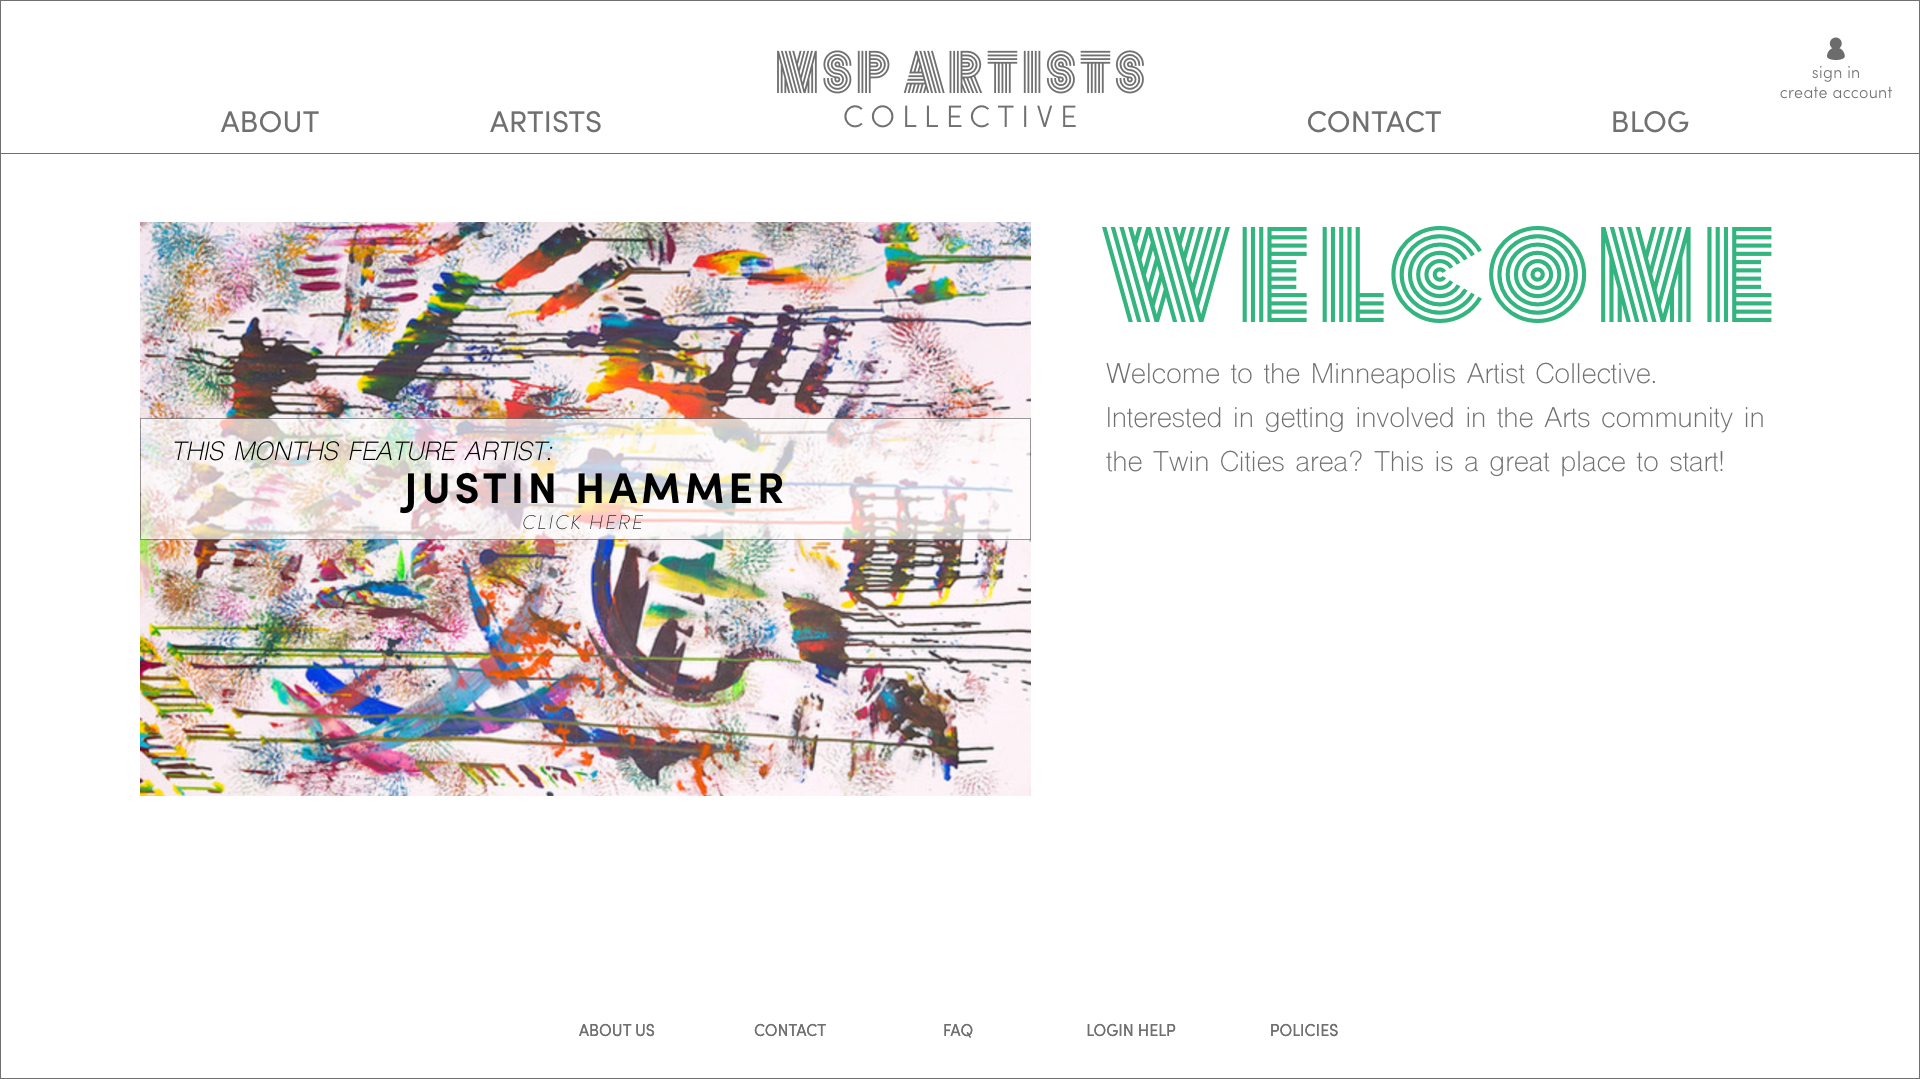 MSP ARTISTS
COLLECTIVE
sign in
create account
ABOUT
ARTISTS
CONTACT
BLOG
THIS MONTHS FEATURE ARTIST:
JUSTIN HAMMER
CLICK HERE
WELCOME
Welcome to the Minneapolis Artist Collective.
Interested in getting involved in the Arts community in
the Twin Cities area? This is a great place to start!
ABOUT US
CONTACT
FAQ
LOGIN HELP
POLICIES